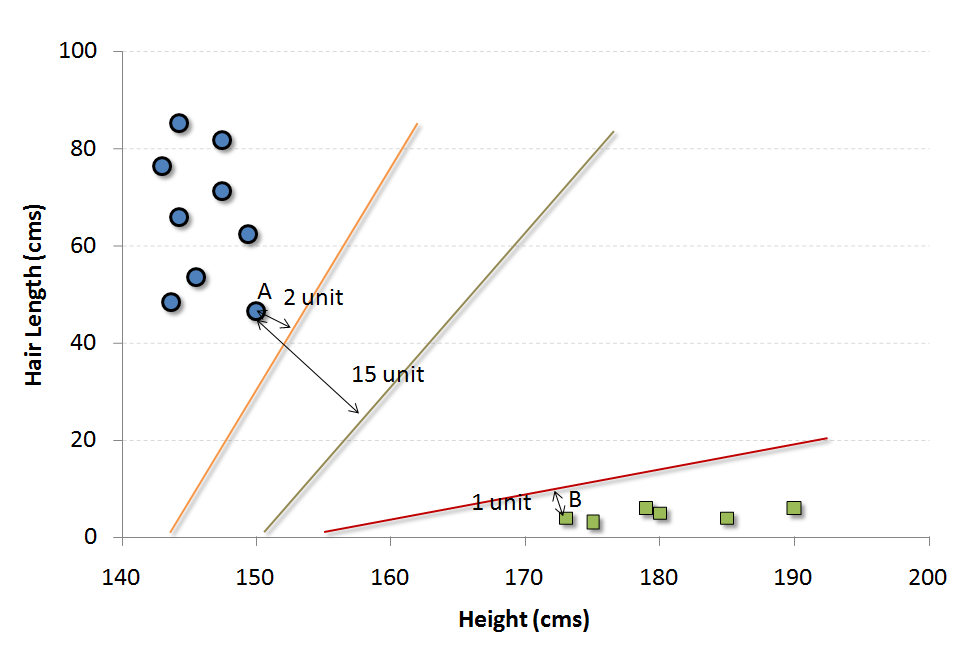 100
80
60
40
20
0
Hair Length (cms)
A
2 unit
15 unit
1 unit
B
140 150 160 170 180 190 200
Height (cms)